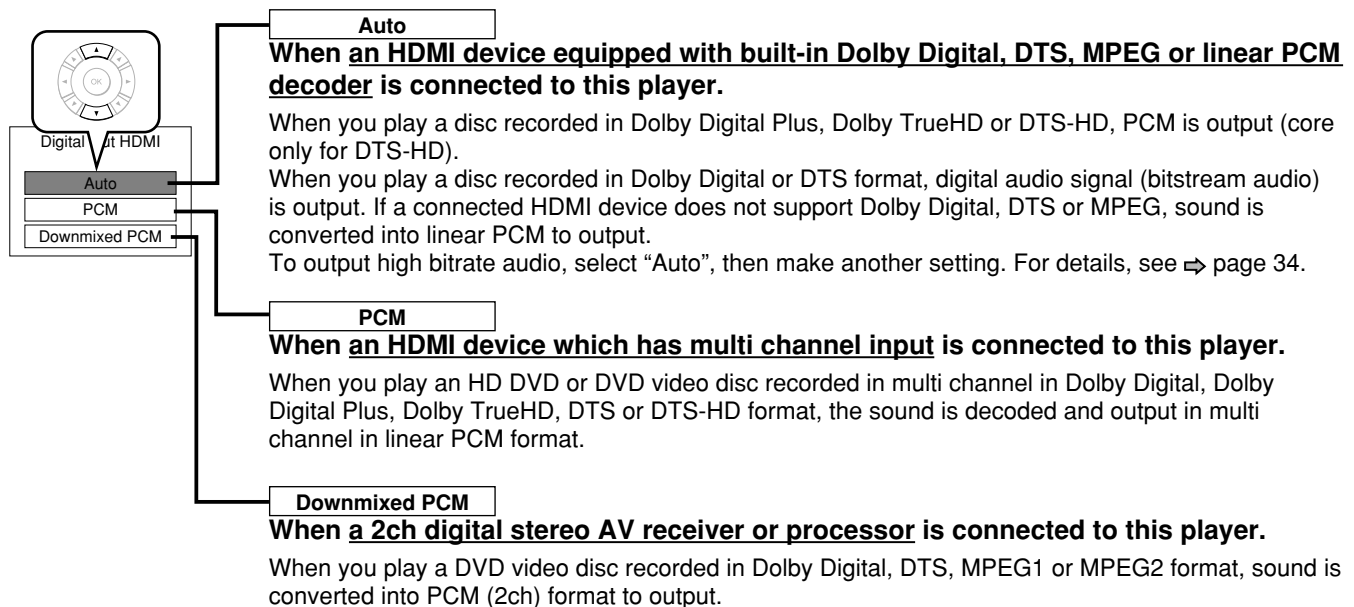 Auto
When an HDMI device equipped with built-in Dolby Digital, DTS, MPEG or linear PCM
decoder is connected to this player.
When you play a disc recorded in Dolby Digital Plus, Dolby TrueHD or DTS-HD, PCM is output (core
only for DTS-HD).
When you play a disc recorded in Dolby Digital or DTS format, digital audio signal (bitstream audio)
is output. If a connected HDMI device does not support Dolby Digital, DTS or MPEG, sound is
converted into linear PCM to output.
To output high bitrate audio, select “Auto”, then make another setting. For details, see ⇨ page 34.
OK
Digital ut HDMI
Auto
PCM
Downmixed PCM
PCM
When an HDMI device which has multi channel input is connected to this player.
When you play an HD DVD or DVD video disc recorded in multi channel in Dolby Digital, Dolby
Digital Plus, Dolby TrueHD, DTS or DTS-HD format, the sound is decoded and output in multi
channel in linear PCM format.
Downmixed PCM
When a 2ch digital stereo AV receiver or processor is connected to this player.
When you play a DVD video disc recorded in Dolby Digital, DTS, MPEG1 or MPEG2 format, sound is
converted into PCM (2ch) format to output.